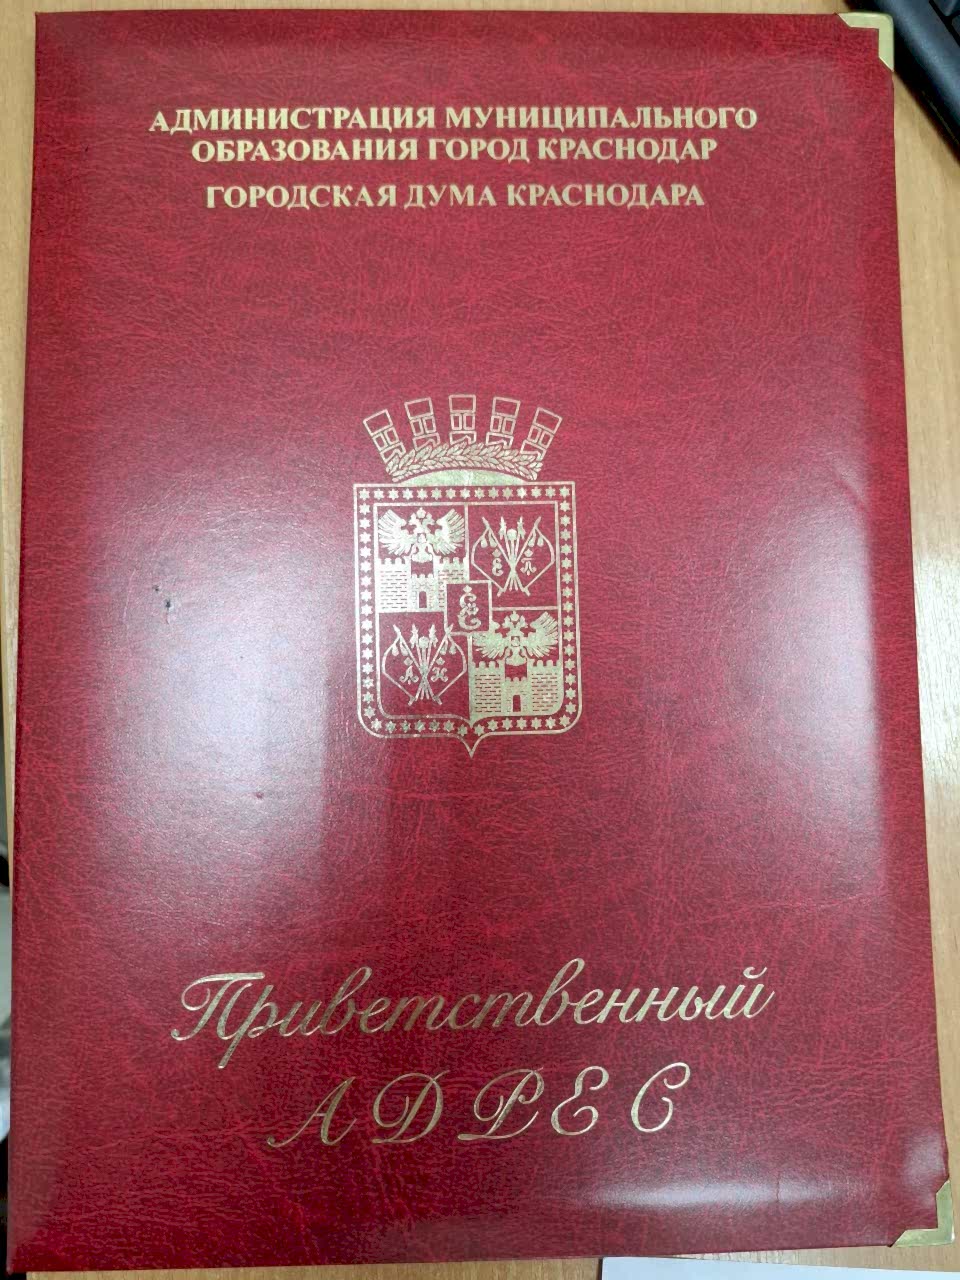 АДМИНИСТРАЦИЯ МУНИЦИПАЛЬНОГО
ОБРАЗОВАНИЯ ГОРОД КРАСНОДАР
ГОРОДСКАЯ ДУМА КРАСНОДАРА
Приветственный
АДРЕС